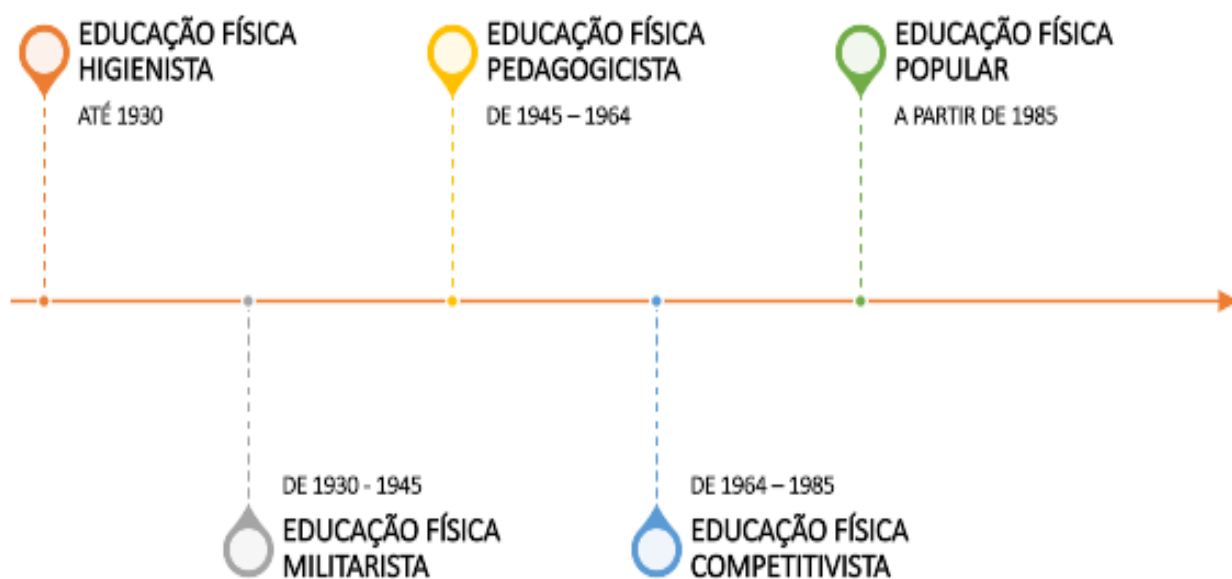 EDUCAÇÃO FÍSICA
HIGIENISTA
ATÉ 1930
EDUCAÇÃO FÍSICA
PEDAGOGICISTA
DE 1945 – 1964
EDUCAÇÃO FÍSICA
POPULAR
A PARTIR DE 1985
DE 1930 - 1945
EDUCAÇÃO FÍSICA
MILITARISTA
DE 1964 – 1985
EDUCAÇÃO FÍSICA
COMPETITIVISTA